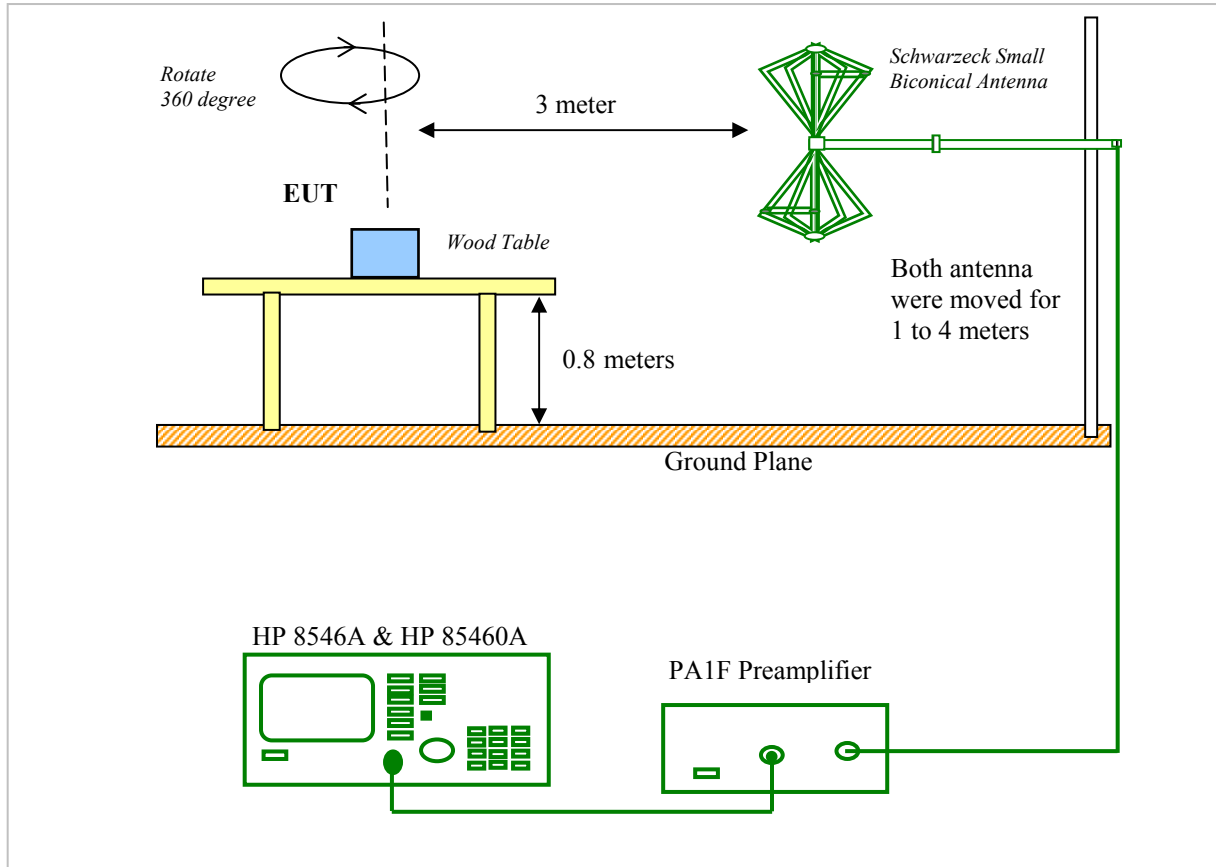 Rotate
360 degree
Schwarzeck Small
Biconical Antenna
3 meter
EUT
Wood Table
Both antenna
were moved for
1 to 4 meters
0.8 meters
Ground Plane
HP 8546A & HP 85460A
PA1F Preamplifier